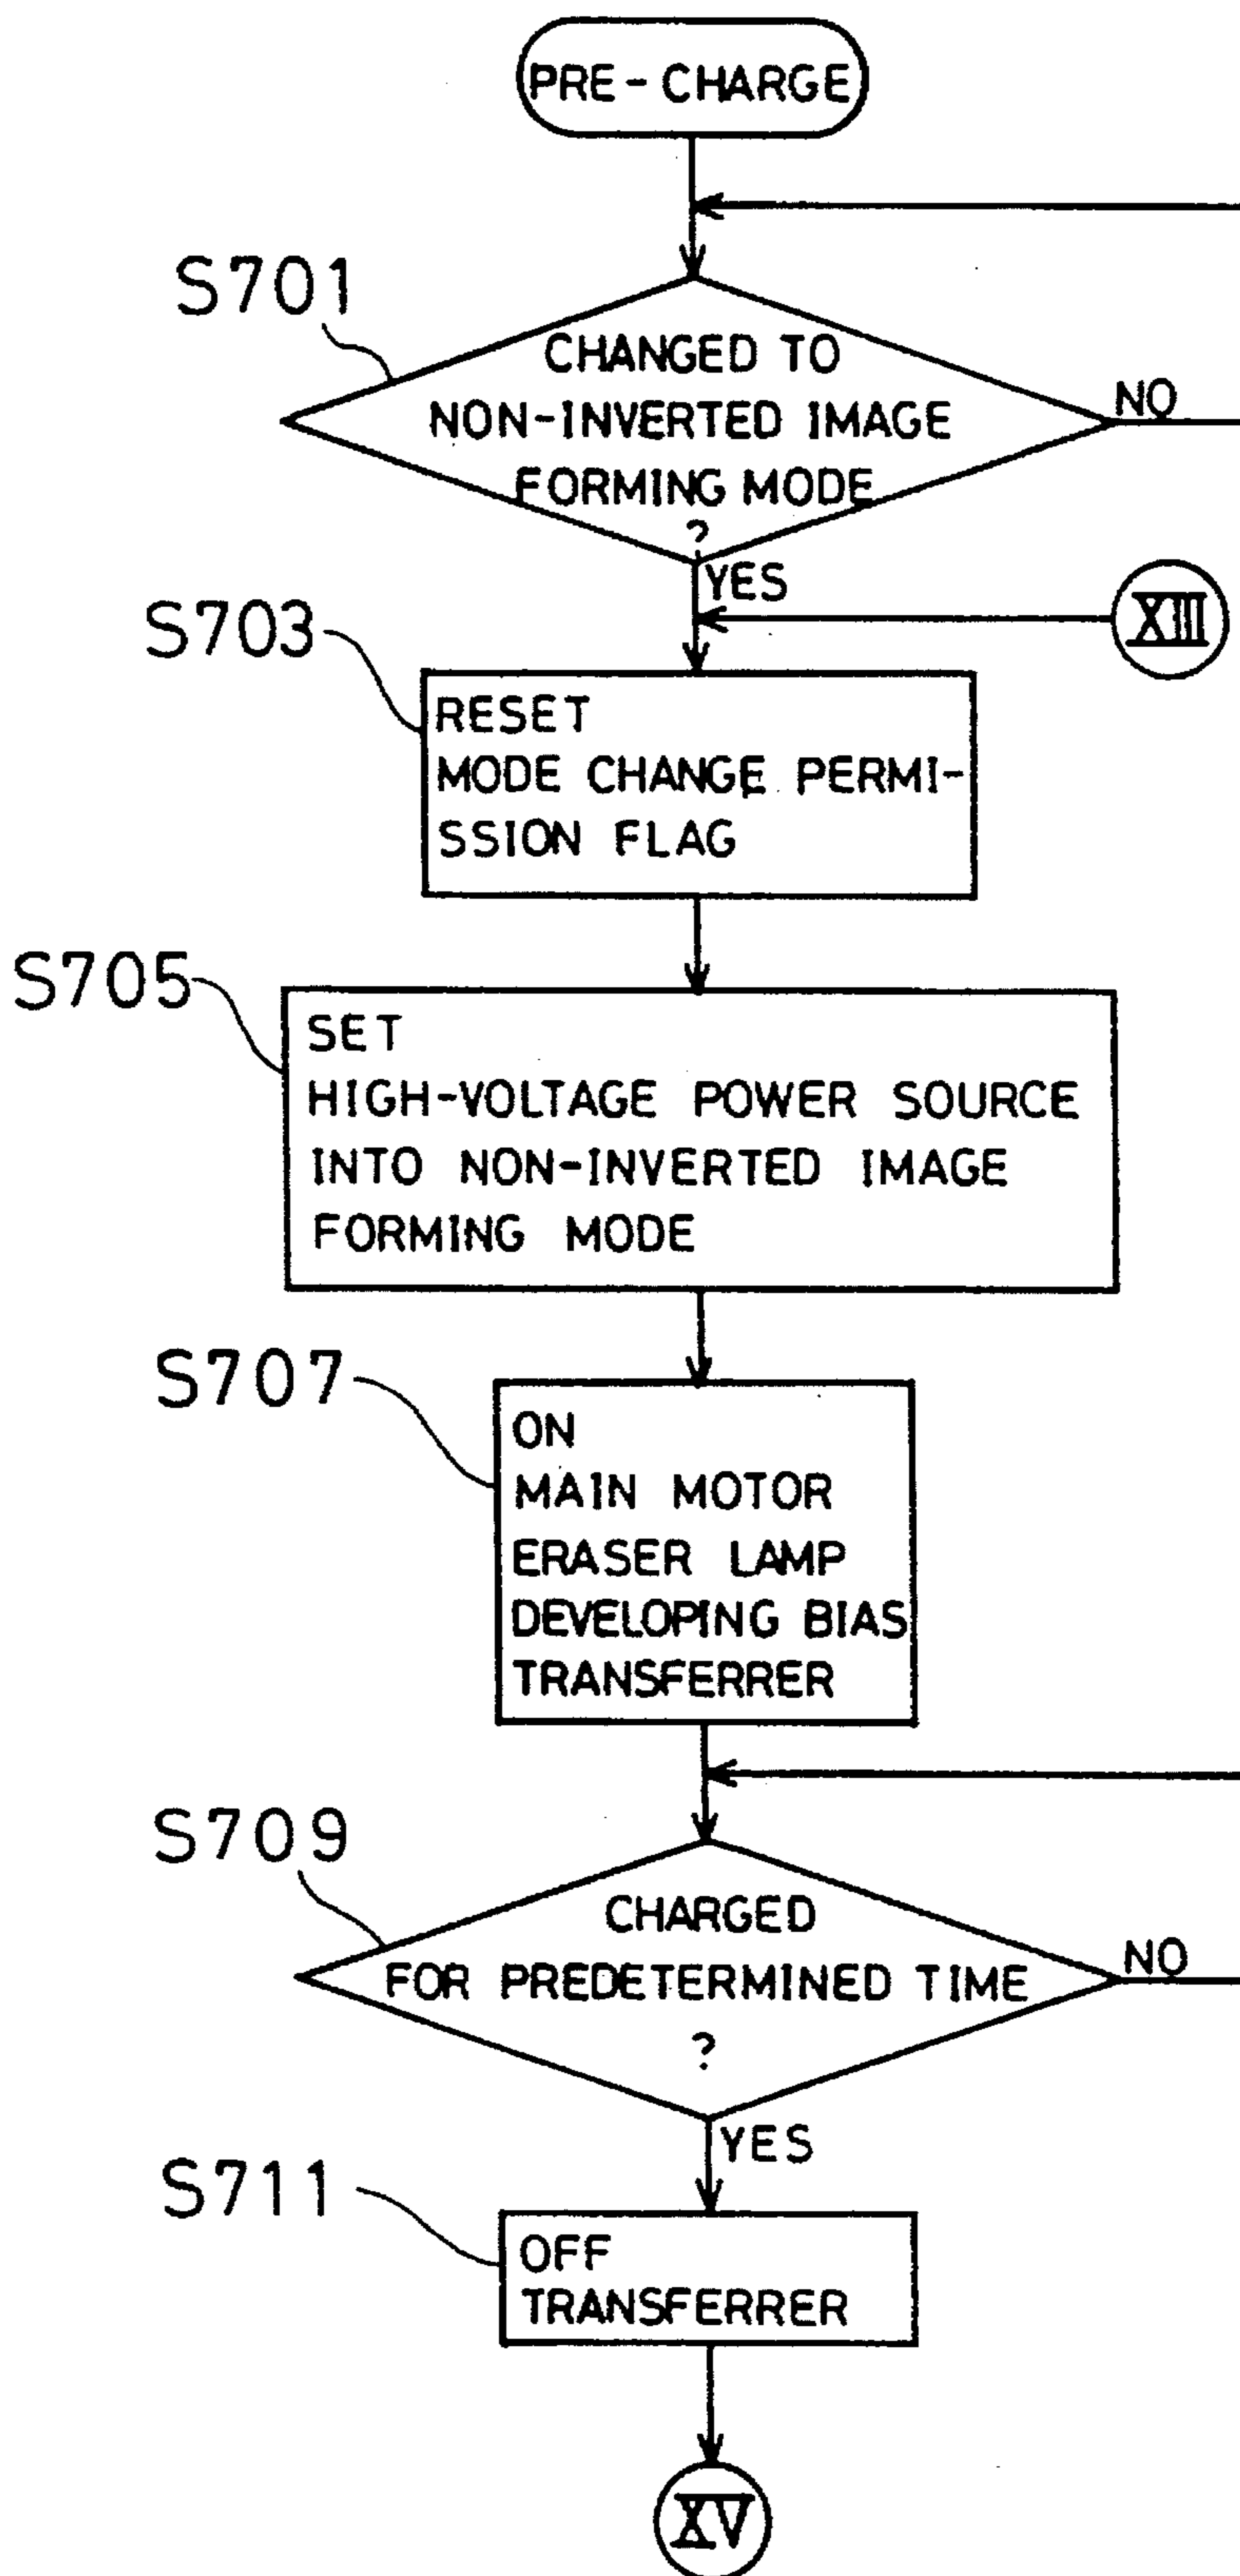 PRE-CHARGE
S701
CHANGED TO
NON-INVERTED IMAGE
FORMING MODE
?
NO
YES
XIII
S703
RESET
MODE CHANGE PERMI-
SSION FLAG
S705
SET
HIGH-VOLTAGE POWER SOURCE
INTO NON-INVERTED IMAGE
FORMING MODE
S707
ON
MAIN MOTOR
ERASER LAMP
DEVELOPING BIAS
TRANSFERRER
S709
CHARGED
FOR PREDETERMINED TIME
?
NO
YES
S711
OFF
TRANSFERRER
XV